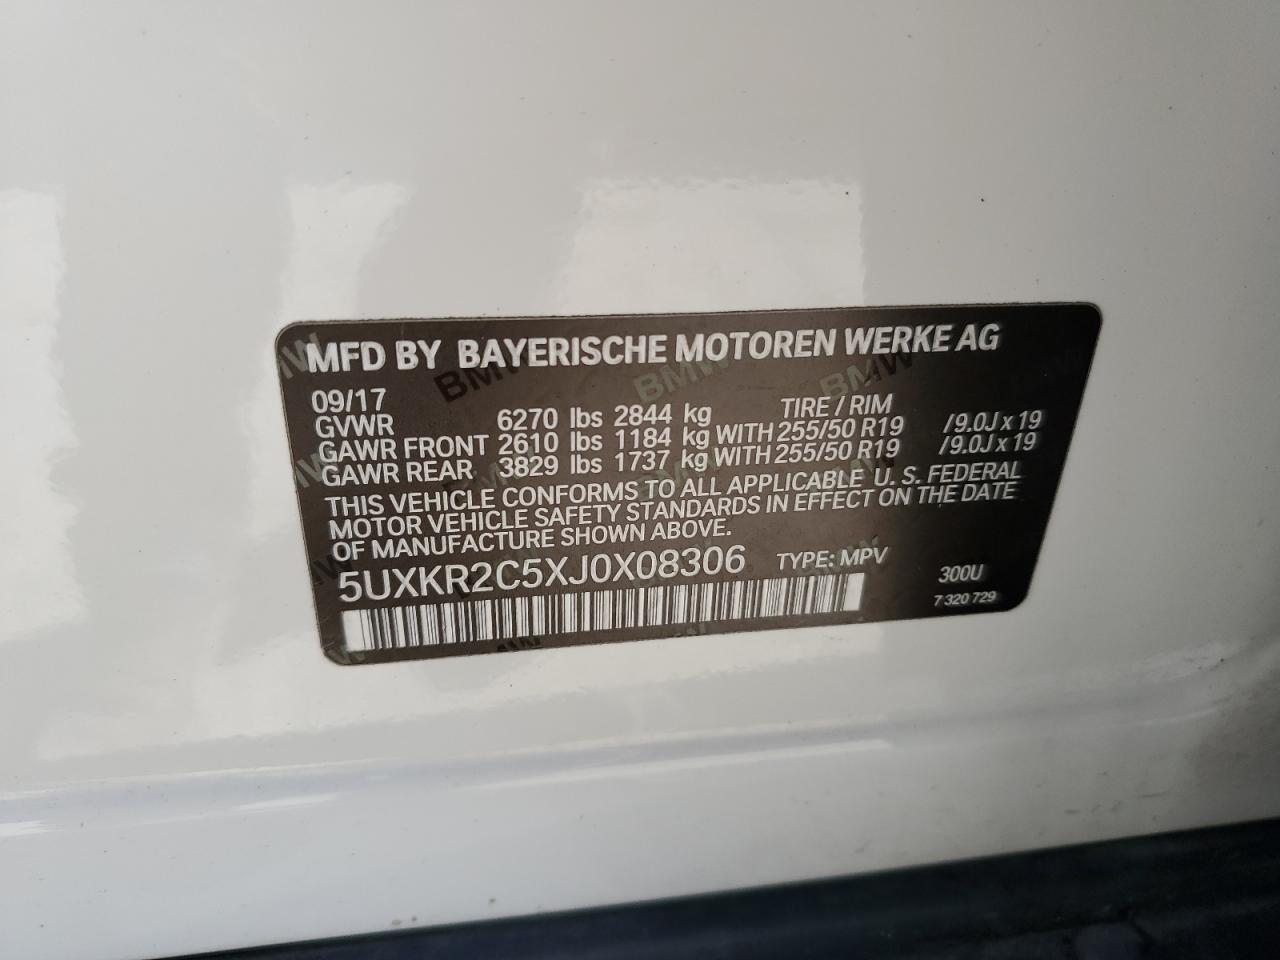 MFD BY BAYERISCHE MOTOREN WERKE AG
09/17 TIRE / RIM
GVWR 6270 lbs 2844 kg
GAWR FRONT 2610 lbs 1184 kg WITH 255/50 R19 /9.0J x 19
GAWR REAR 3829 lbs 1737 kg WITH 255/50 R19 /9.0J x 19
THIS VEHICLE CONFORMS TO ALL APPLICABLE U. S. FEDERAL
MOTOR VEHICLE SAFETY STANDARDS IN EFFECT ON THE DATE
OF MANUFACTURE SHOWN ABOVE.
5UXKR2C5XJ0X08306 TYPE: MPV 300U
7 320 729